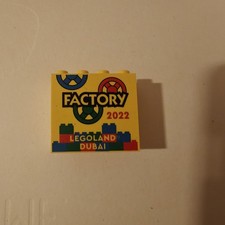 FACTORY
2022
LEGOLAND
DUBAI